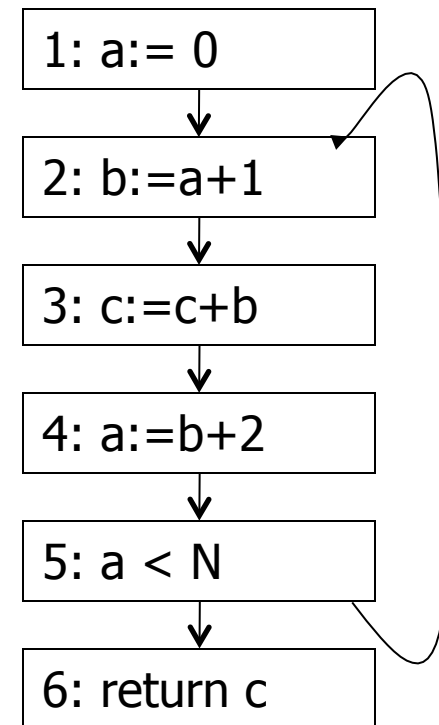 1: a:= 0
2: b:=a+1
3: c:=c+b
4: a:=b+2
5: a < N
6: return c